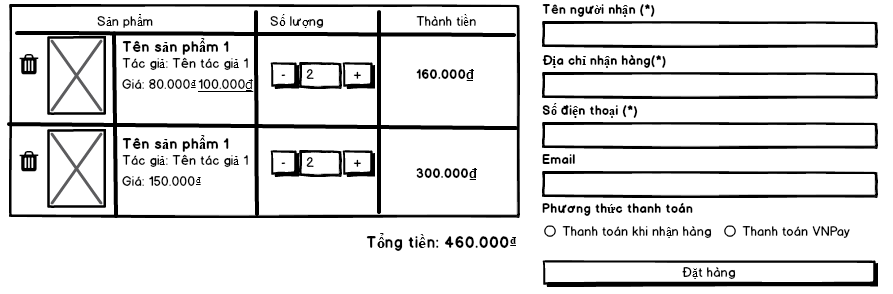 Sản phẩm Số lượng Thành tiền
Tên sản phẩm 1
Tác giả: Tên tác giả 1
Giá: 80.000₫ 100.000₫
- 2 +
160.000₫
Tên sản phẩm 1
Tác giả: Tên tác giả 1
Giá: 150.000₫
- 2 +
300.000₫
Tổng tiền: 460.000₫
Tên người nhận (*)
Địa chỉ nhận hàng(*)
Số điện thoại (*)
Email
Phương thức thanh toán
Thanh toán khi nhận hàng Thanh toán VNPay
Đặt hàng